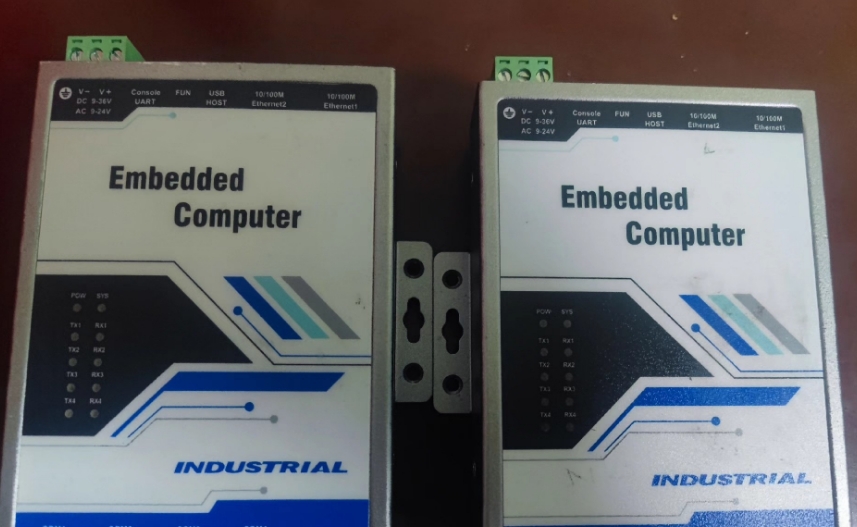 V- V+ Console FUN USB 10/100M 10/100M
DC 9-36V UART HOST Ethernet2 Ethernet1
AC 9-24V
Embedded
Computer
POW SYS
TX1 RX1
TX2 RX2
TX3 RX3
TX4 RX4
INDUSTRIAL
V- V+ Console FUN USB 10/100M 10/100M
DC 9-36V UART HOST Ethernet2 Ethernet1
AC 9-24V
Embedded
Computer
POW SYS
TX1 RX1
TX2 RX2
TX3 RX3
TX4 RX4
INDUSTRIAL